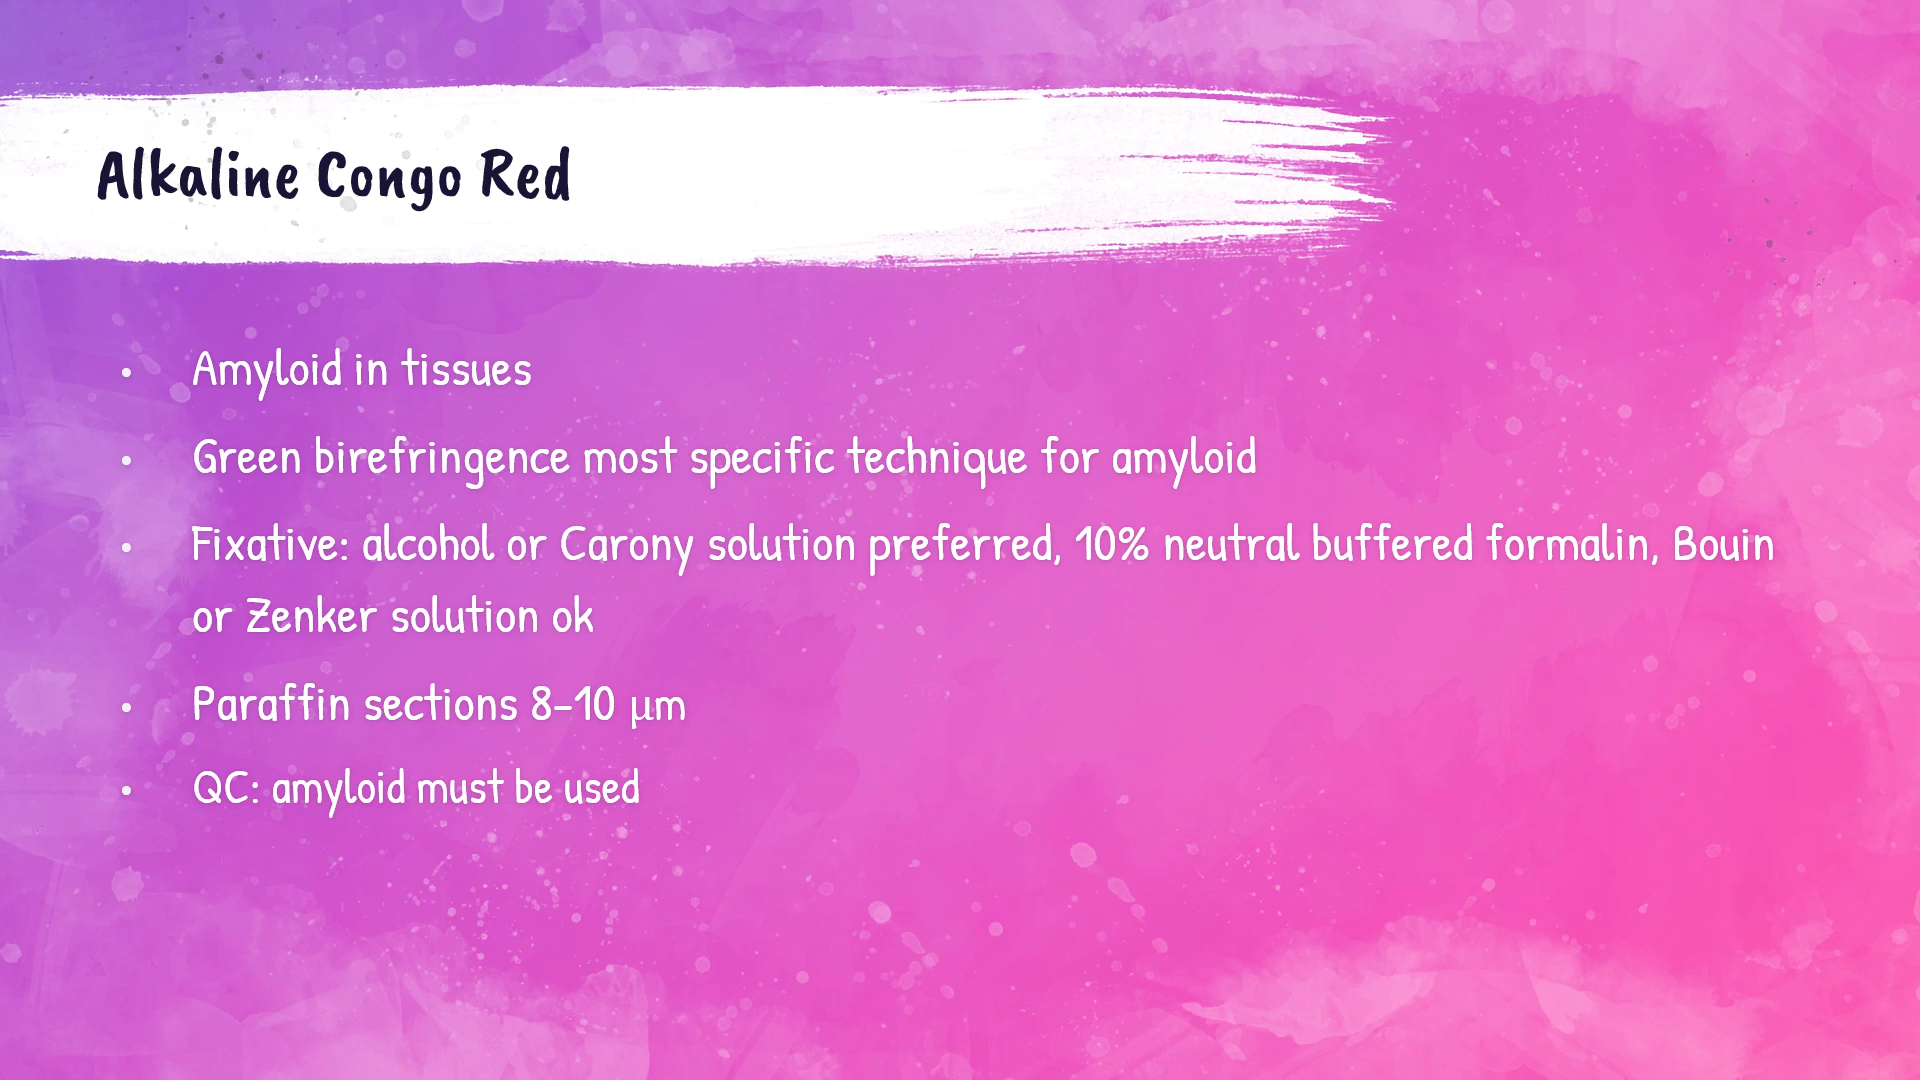 Alkaline Congo Red
• Amyloid in tissues
• Green birefringence most specific technique for amyloid
• Fixative: alcohol or Carony solution preferred, 10% neutral buffered formalin, Bouin
or Zenker solution ok
• Paraffin sections 8-10 µm
• QC: amyloid must be used